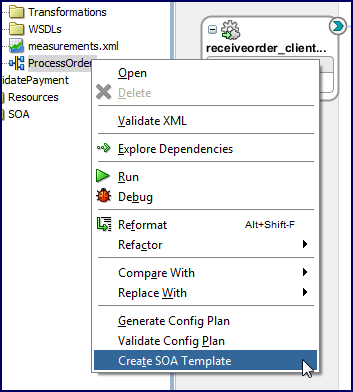 Transformations
WSDLs
measurements.xml
ProcessOrder
idatePayment
Resources
SOA
receiveorder_client...
Open
Delete
Validate XML
Explore Dependencies
Run
Debug
Reformat Alt+Shift-F
Refactor
Compare With
Replace With
Generate Config Plan
Validate Config Plan
Create SOA Template